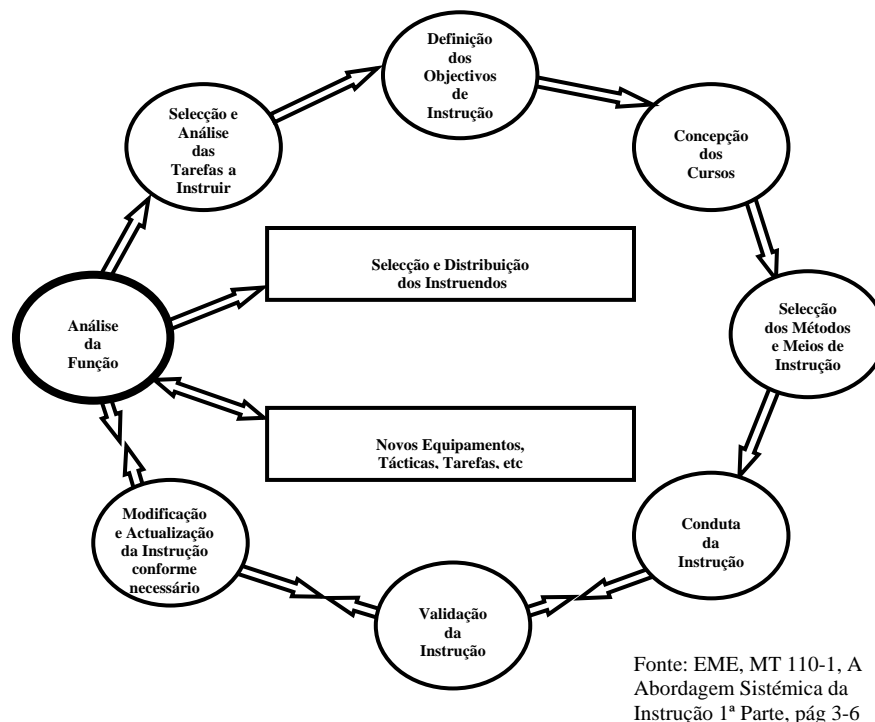 Definição
dos
Objectivos
de
Instrução
Selecção e
Análise
das
Tarefas a
Instruir
Concepção
dos
Cursos
Selecção e Distribuição
dos Instruendos
Análise
da
Função
Selecção
dos Métodos
e Meios de
Instrução
Novos Equipamentos,
Tácticas, Tarefas, etc
Modificação
e Actualização
da Instrução
conforme
necessário
Conduta
da
Instrução
Validação
da
Instrução
Fonte: EME, MT 110-1, A
Abordagem Sistémica da
Instrução 1ª Parte, pág 3-6